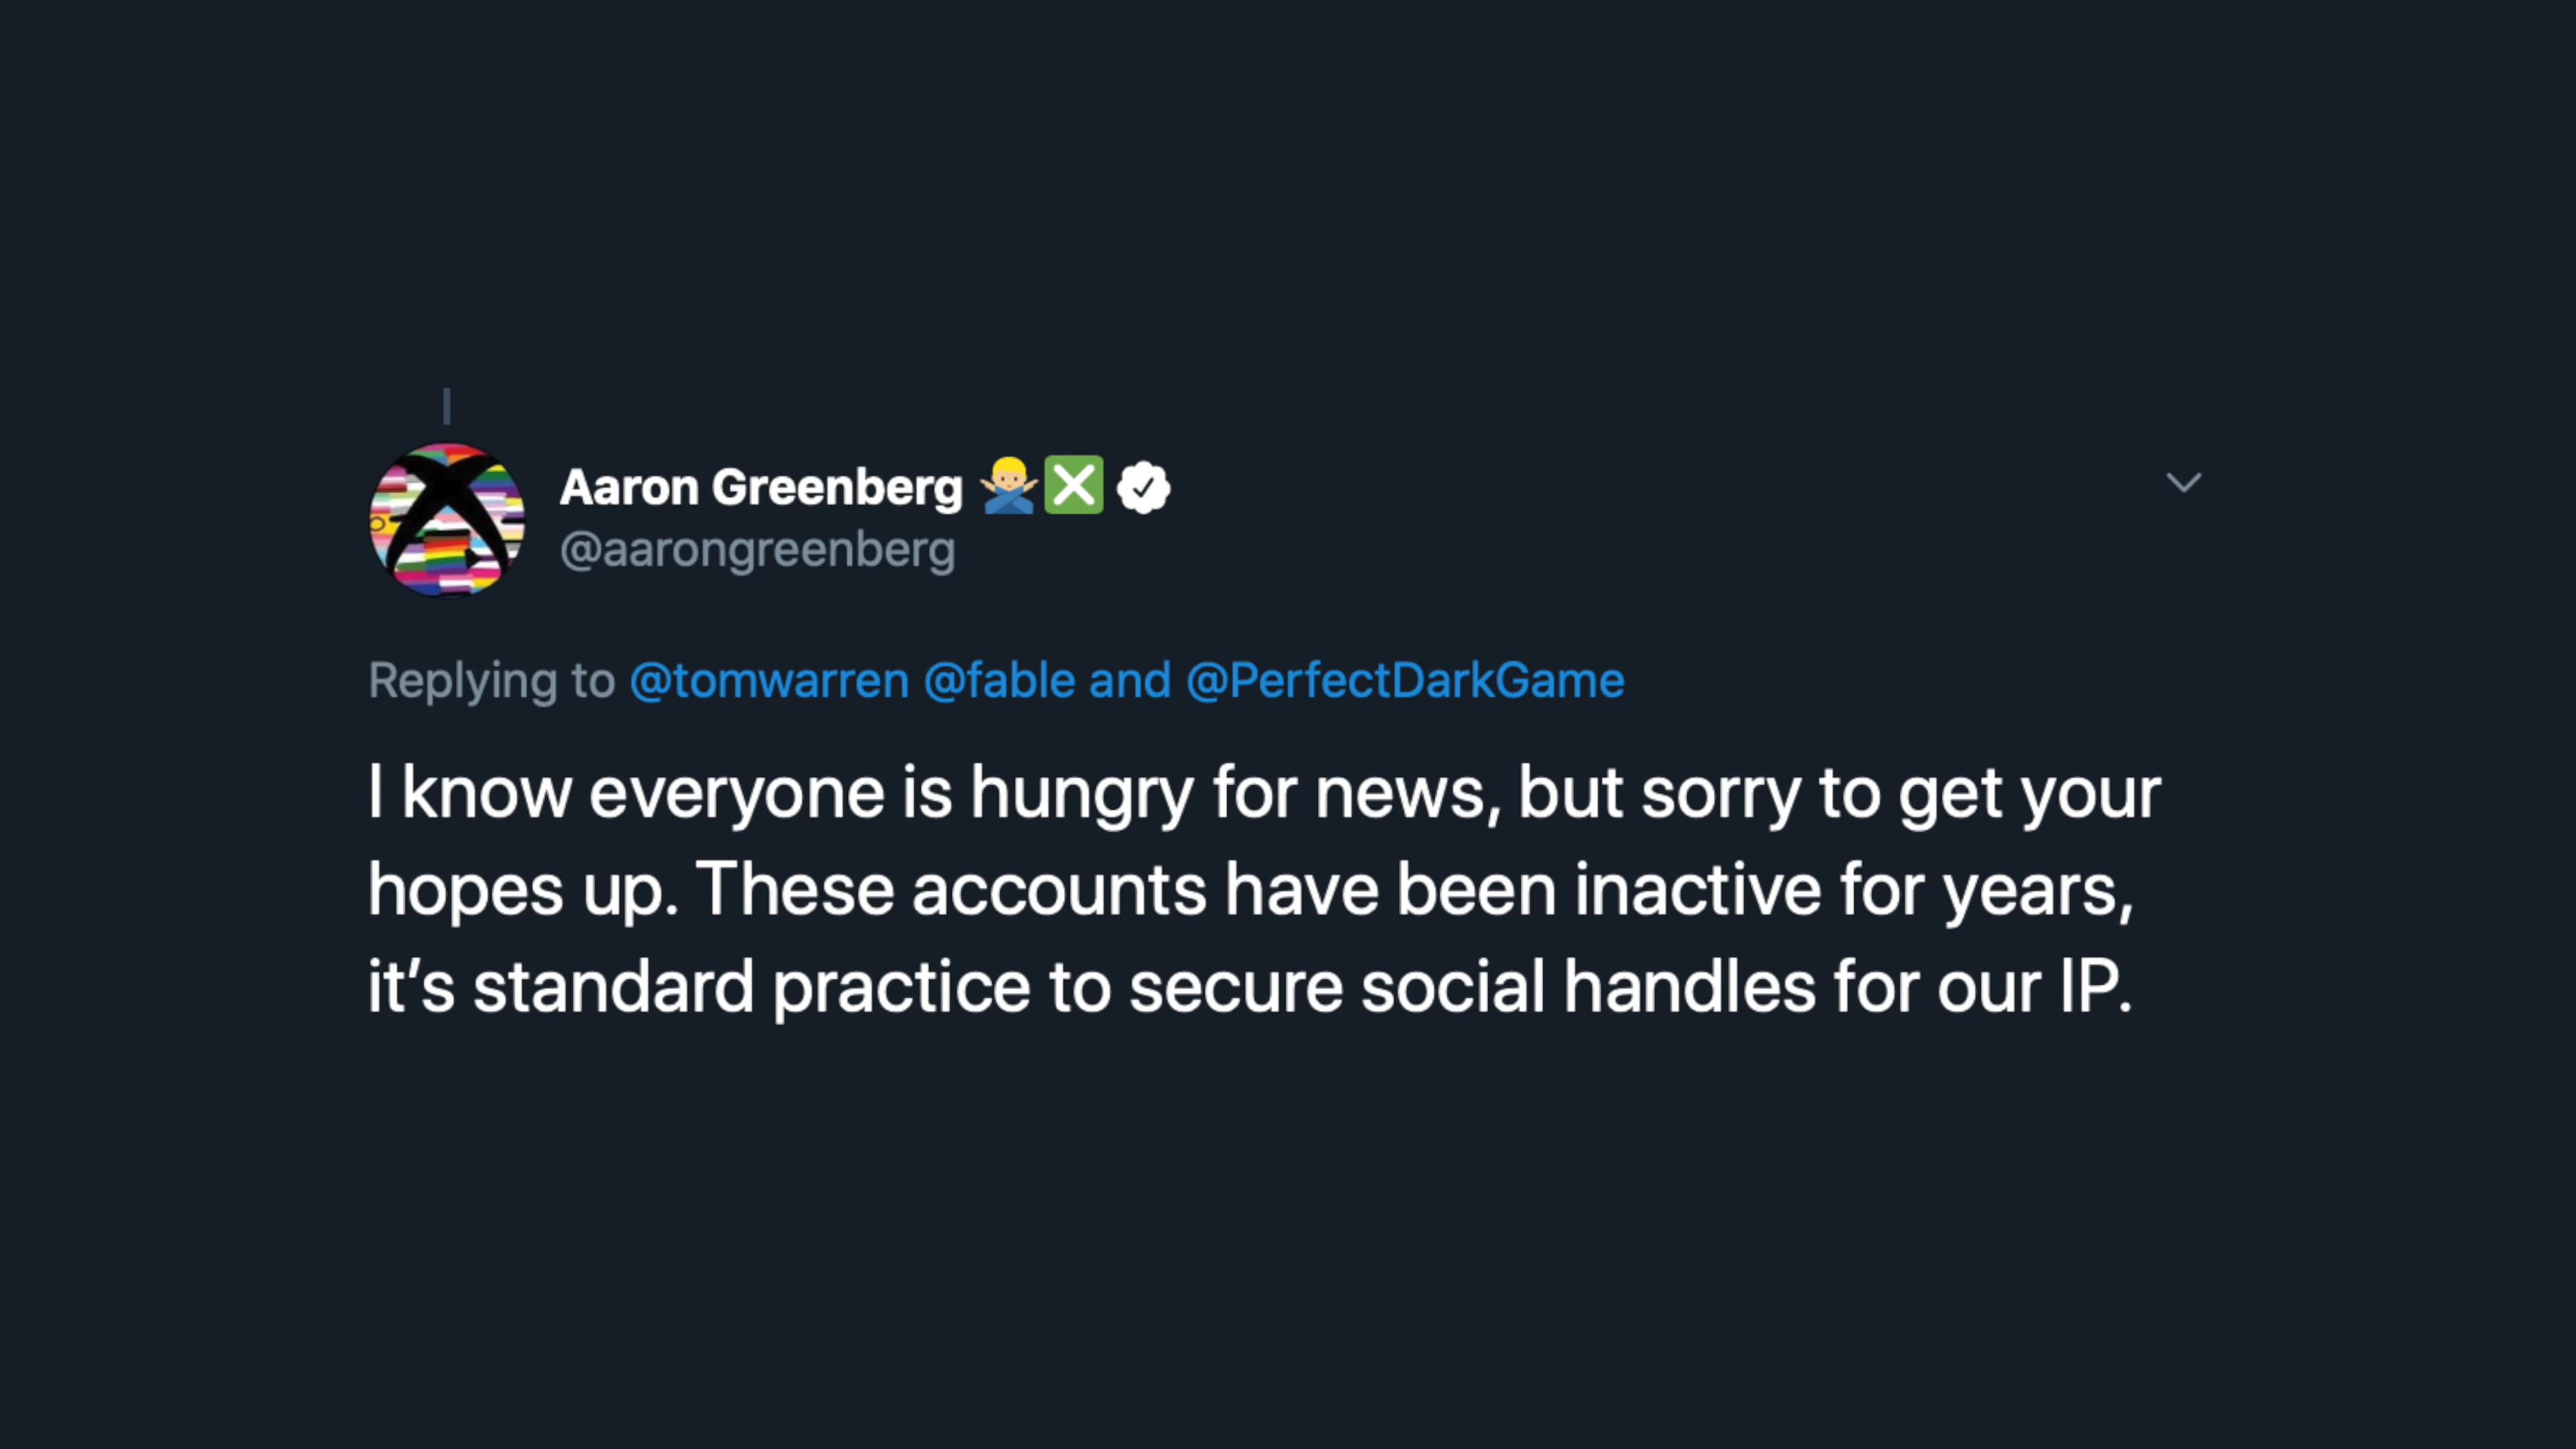 Aaron Greenberg 🙅🏼‍♂️❎
@aarongreenberg
Replying to @tomwarren @fable and @PerfectDarkGame
I know everyone is hungry for news, but sorry to get your
hopes up. These accounts have been inactive for years,
it’s standard practice to secure social handles for our IP.